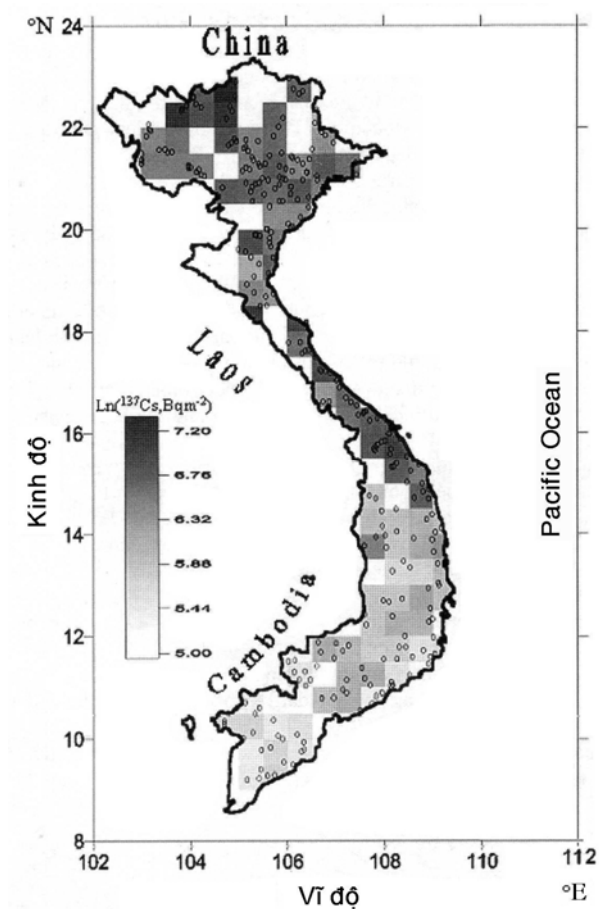 °N
24
China
22
20
18
Laos
Ln(¹³⁷Cs,Bqm⁻²)
7.20
6.76
6.32
5.88
5.44
5.00
16
Kinh độ
Pacific Ocean
14
Cambodia
12
10
8
102
104
106
108
110
112
°E
Vĩ độ